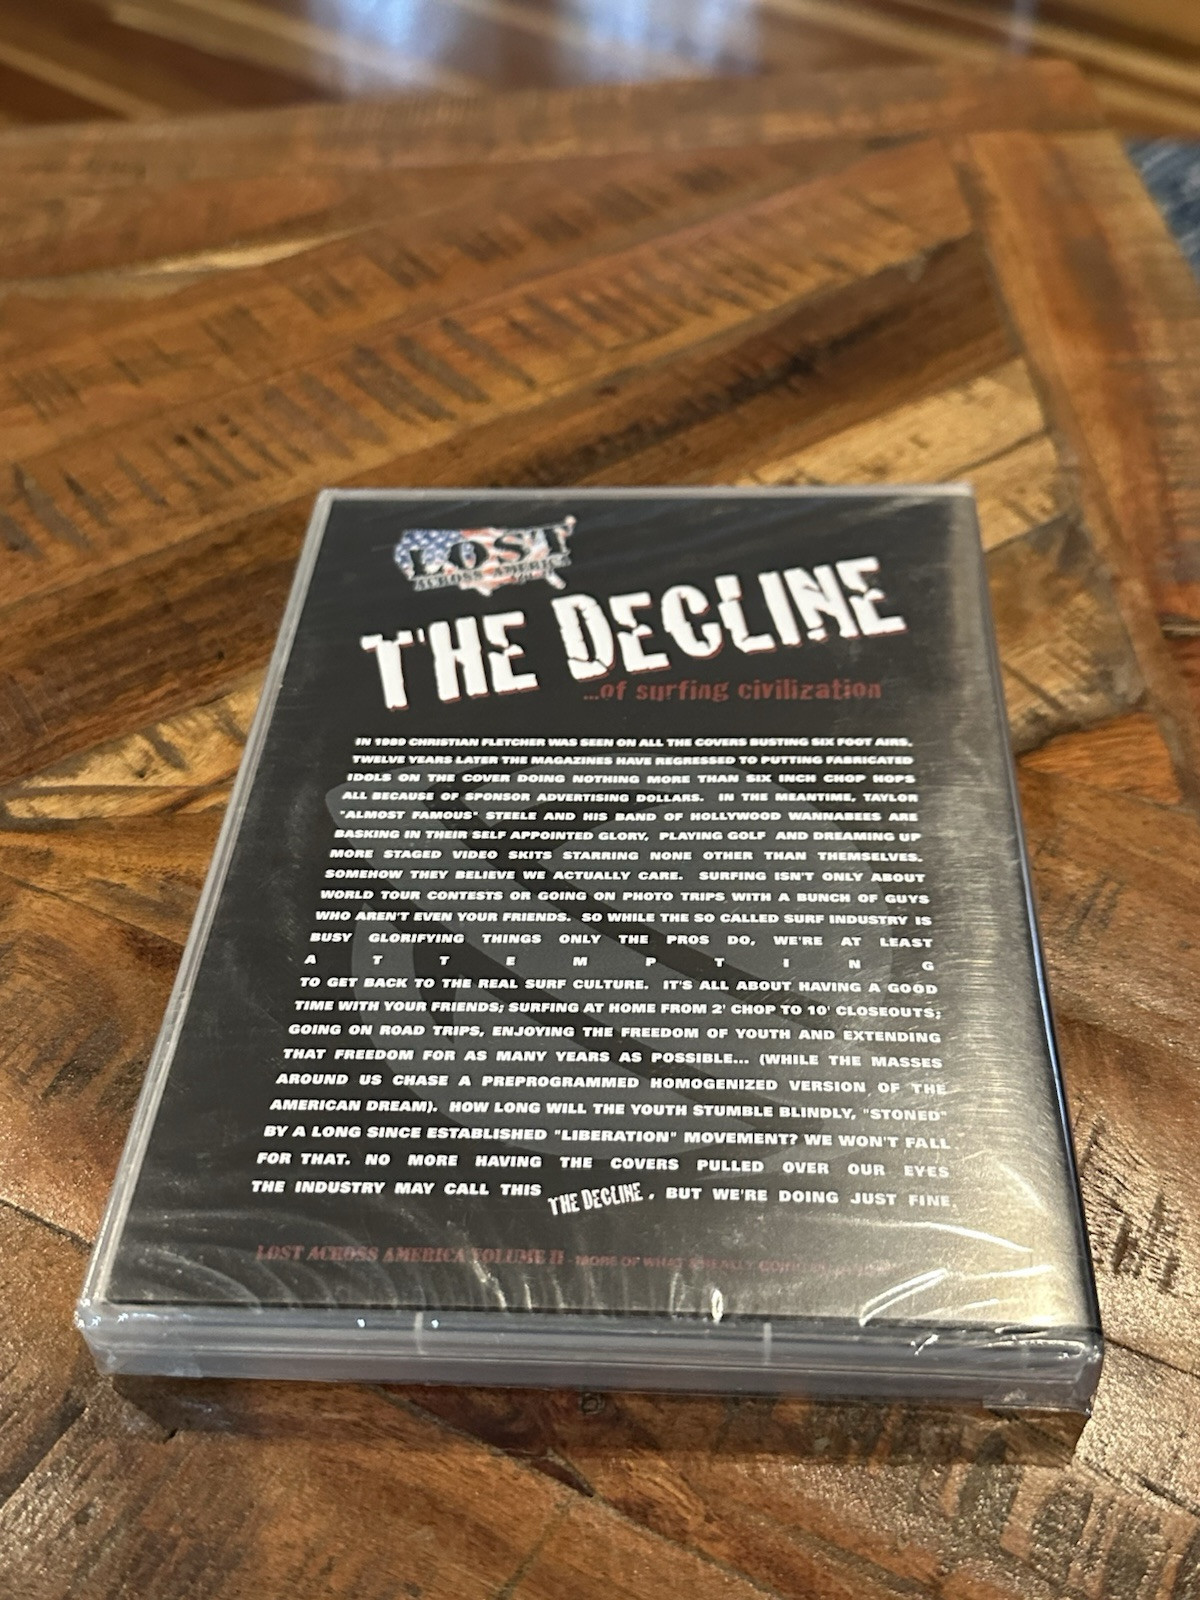 LOST
ACROSS AMERICA
THE DECLINE
...of surfing civilization
IN 1989 CHRISTIAN FLETCHER WAS SEEN ON ALL THE COVERS BUSTING SIX FOOT AIRS.
TWELVE YEARS LATER THE MAGAZINES HAVE REGRESSED TO PUTTING FABRICATED
IDOLS ON THE COVER DOING NOTHING MORE THAN SIX INCH CHOP HOPS
ALL BECAUSE OF SPONSOR ADVERTISING DOLLARS. IN THE MEANTIME, TAYLOR
"ALMOST FAMOUS" STEELE AND HIS BAND OF HOLLYWOOD WANNABEES ARE
BASKING IN THEIR SELF APPOINTED GLORY, PLAYING GOLF AND DREAMING UP
MORE STAGED VIDEO SKITS STARRING NONE OTHER THAN THEMSELVES.
SOMEHOW THEY BELIEVE WE ACTUALLY CARE. SURFING ISN'T ONLY ABOUT
WORLD TOUR CONTESTS OR GOING ON PHOTO TRIPS WITH A BUNCH OF GUYS
WHO AREN'T EVEN YOUR FRIENDS. SO WHILE THE SO CALLED SURF INDUSTRY IS
BUSY GLORIFYING THINGS ONLY THE PROS DO, WE'RE AT LEAST
A T T E M P T I N G
TO GET BACK TO THE REAL SURF CULTURE. IT'S ALL ABOUT HAVING A GOOD
TIME WITH YOUR FRIENDS; SURFING AT HOME FROM 2' CHOP TO 10' CLOSEOUTS;
GOING ON ROAD TRIPS, ENJOYING THE FREEDOM OF YOUTH AND EXTENDING
THAT FREEDOM FOR AS MANY YEARS AS POSSIBLE... (WHILE THE MASSES
AROUND US CHASE A PREPROGRAMMED HOMOGENIZED VERSION OF THE
AMERICAN DREAM). HOW LONG WILL THE YOUTH STUMBLE BLINDLY, "STONED"
BY A LONG SINCE ESTABLISHED "LIBERATION" MOVEMENT? WE WON'T FALL
FOR THAT. NO MORE HAVING THE COVERS PULLED OVER OUR EYES
THE INDUSTRY MAY CALL THIS THE DECLINE, BUT WE'RE DOING JUST FINE.
LOST ACROSS AMERICA VOLUME II - MORE OF WHAT'S REALLY